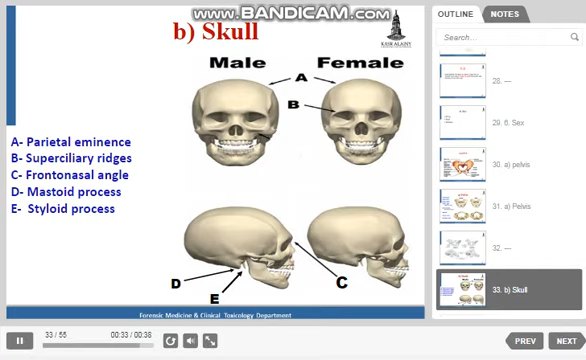 WWW.BANDICAM.COM
b) Skull
KASR ALAINY
Male
Female
A
B
A- Parietal eminence
B- Superciliary ridges
C- Frontonasal angle
D- Mastoid process
E- Styloid process
D
E
C
Forensic Medicine & Clinical Toxicology Department
OUTLINE
NOTES
Search...
28. ---
29. 6. Sex
30. a) pelvis
31. a) Pelvis
32. ---
33. b) Skull
33 / 55
00:33 / 00:38
PREV
NEXT